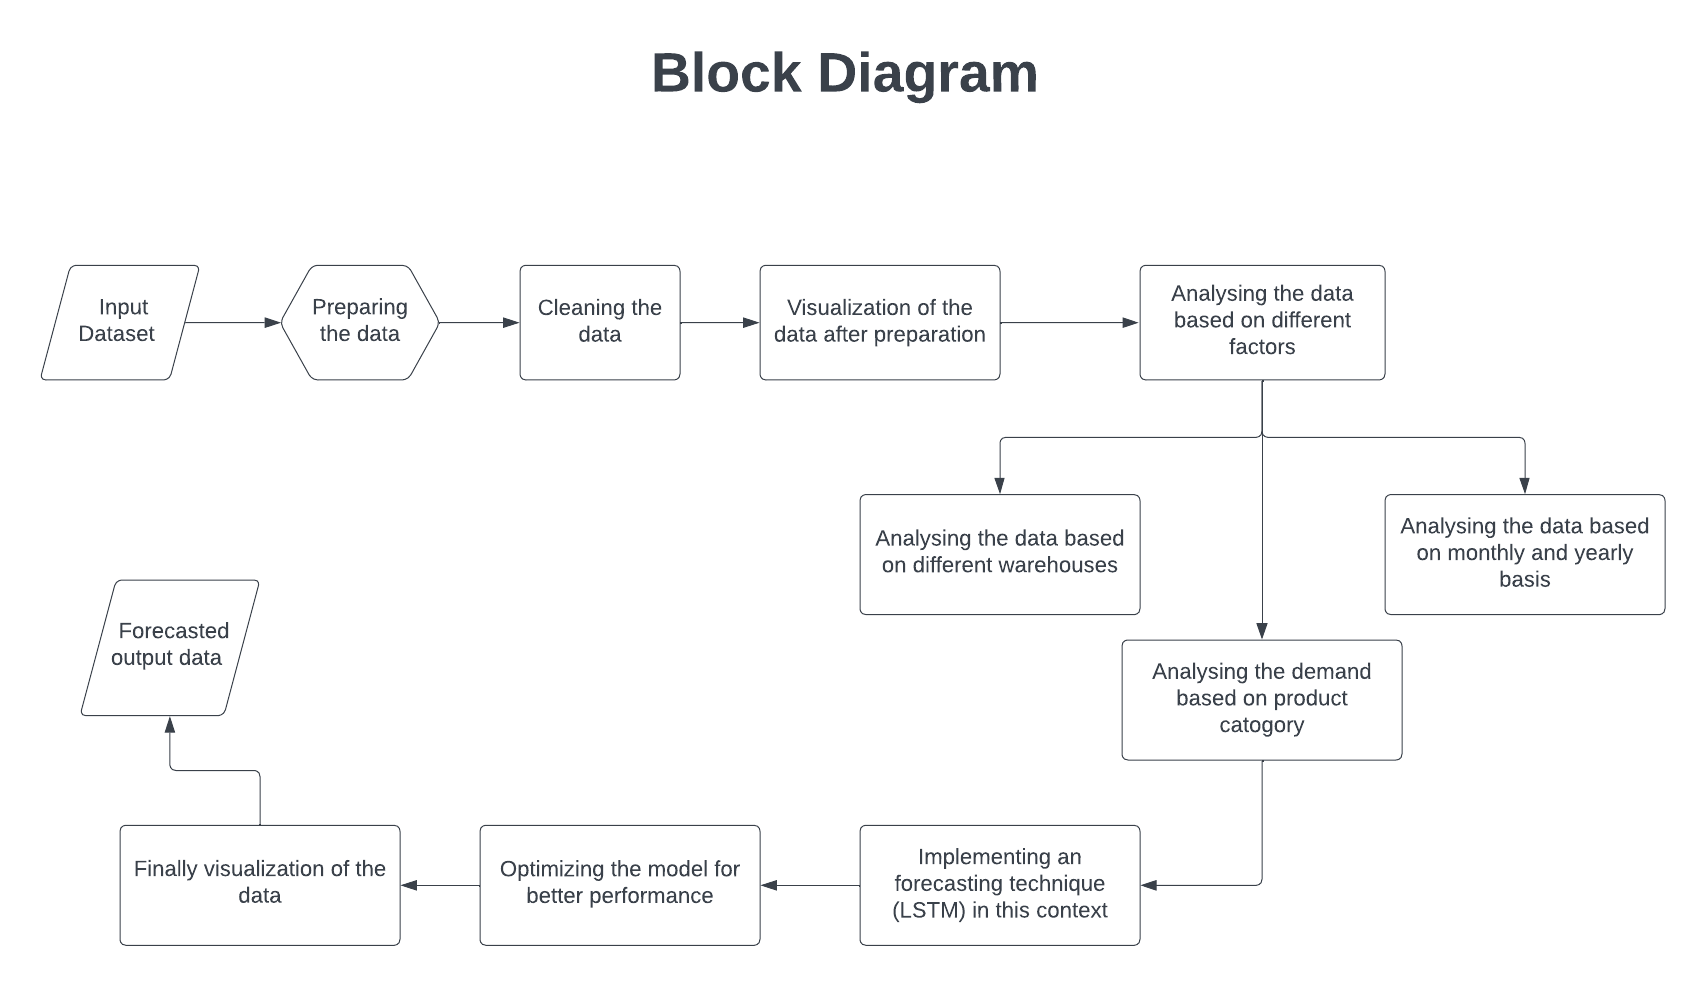 Block Diagram
Input
Dataset
Preparing
the data
Cleaning the
data
Visualization of the
data after preparation
Analysing the data
based on different
factors
Analysing the data based
on different warehouses
Analysing the data based
on monthly and yearly
basis
Analysing the demand
based on product
catogory
Implementing an
forecasting technique
(LSTM) in this context
Optimizing the model for
better performance
Finally visualization of the
data
Forecasted
output data